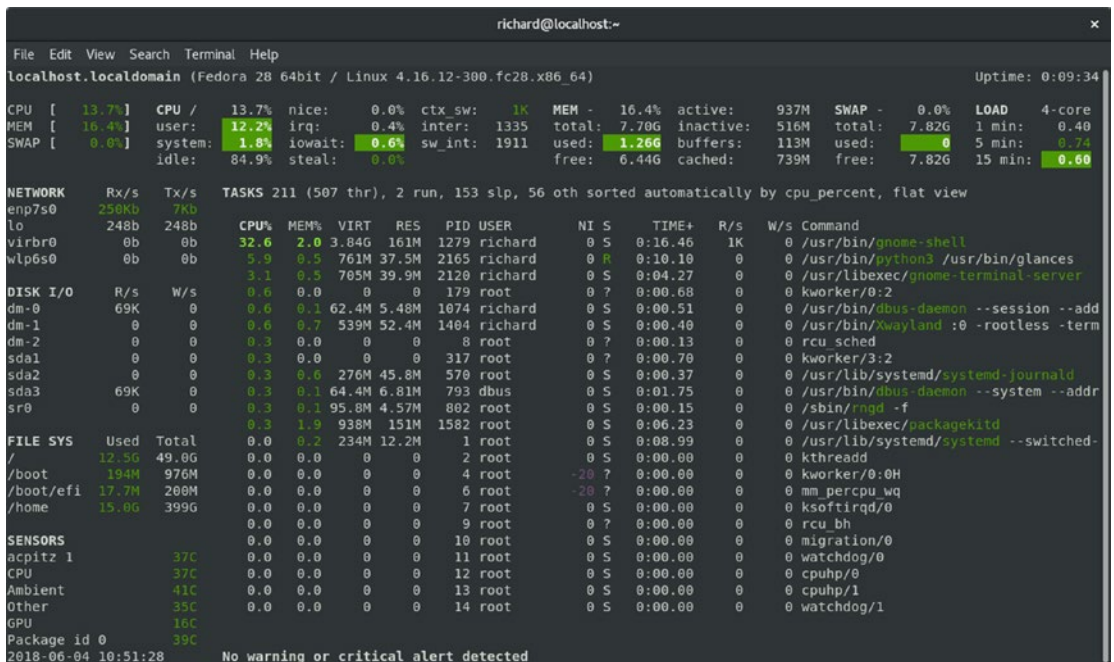 richard@localhost:~ ×
File Edit View Search Terminal Help
localhost.localdomain (Fedora 28 64bit / Linux 4.16.12-300.fc28.x86_64) Uptime: 0:09:34
CPU [ 13.7%] CPU / 13.7% nice: 0.0% ctx_sw: 1K MEM - 16.4% active: 937M SWAP - 0.0% LOAD 4-core
MEM [ 16.4%] user: 12.2% irq: 0.4% inter: 1335 total: 7.70G inactive: 516M total: 7.82G 1 min: 0.40
SWAP [ 0.0%] system: 1.8% iowait: 0.6% sw_int: 1911 used: 1.26G buffers: 113M used: 0 5 min: 0.74
idle: 84.9% steal: 0.0% free: 6.44G cached: 739M free: 7.82G 15 min: 0.60
NETWORK Rx/s Tx/s TASKS 211 (507 thr), 2 run, 153 slp, 56 oth sorted automatically by cpu_percent, flat view
enp7s0 250Kb 7Kb
lo 248b 248b CPU% MEM% VIRT RES PID USER NI S TIME+ R/s W/s Command
virbr0 0b 0b 32.6 2.0 3.84G 161M 1279 richard 0 S 0:16.46 1K 0 /usr/bin/gnome-shell
wlp6s0 0b 0b 5.9 0.5 761M 37.5M 2165 richard 0 R 0:10.10 0 0 /usr/bin/python3 /usr/bin/glances
3.1 0.5 705M 39.9M 2120 richard 0 S 0:04.27 0 0 /usr/libexec/gnome-terminal-server
DISK I/O R/s W/s 0.6 0.0 0 0 179 root 0 ? 0:00.68 0 0 kworker/0:2
dm-0 69K 0 0.6 0.1 62.4M 5.48M 1074 richard 0 S 0:00.51 0 0 /usr/bin/dbus-daemon --session --add
dm-1 0 0 0.6 0.7 539M 52.4M 1404 richard 0 S 0:00.40 0 0 /usr/bin/Xwayland :0 -rootless -term
dm-2 0 0 0.3 0.0 0 0 8 root 0 ? 0:00.13 0 0 rcu_sched
sda1 0 0 0.3 0.0 0 0 317 root 0 ? 0:00.70 0 0 kworker/3:2
sda2 0 0 0.3 0.6 276M 45.8M 570 root 0 S 0:00.37 0 0 /usr/lib/systemd/systemd-journald
sda3 69K 0 0.3 0.1 64.4M 6.81M 793 dbus 0 S 0:01.75 0 0 /usr/bin/dbus-daemon --system --addr
sr0 0 0 0.3 0.1 95.8M 4.57M 802 root 0 S 0:00.15 0 0 /sbin/rngd -f
0.3 1.9 938M 151M 1582 root 0 S 0:06.23 0 0 /usr/libexec/packagekitd
FILE SYS Used Total 0.0 0.2 234M 12.2M 1 root 0 S 0:08.99 0 0 /usr/lib/systemd/systemd --switched-
/ 12.5G 49.0G 0.0 0.0 0 0 2 root 0 S 0:00.00 0 0 kthreadd
/boot 194M 976M 0.0 0.0 0 0 4 root -20 ? 0:00.00 0 0 kworker/0:0H
/boot/efi 17.7M 200M 0.0 0.0 0 0 6 root -20 ? 0:00.00 0 0 mm_percpu_wq
/home 15.0G 399G 0.0 0.0 0 0 7 root 0 S 0:00.00 0 0 ksoftirqd/0
0.0 0.0 0 0 9 root 0 ? 0:00.00 0 0 rcu_bh
SENSORS 0.0 0.0 0 0 10 root 0 S 0:00.00 0 0 migration/0
acpitz 1 37C 0.0 0.0 0 0 11 root 0 S 0:00.00 0 0 watchdog/0
CPU 37C 0.0 0.0 0 0 12 root 0 S 0:00.00 0 0 cpuhp/0
Ambient 41C 0.0 0.0 0 0 13 root 0 S 0:00.00 0 0 cpuhp/1
Other 35C 0.0 0.0 0 0 14 root 0 S 0:00.00 0 0 watchdog/1
GPU 16C
Package id 0 39C
2018-06-04 10:51:28 No warning or critical alert detected